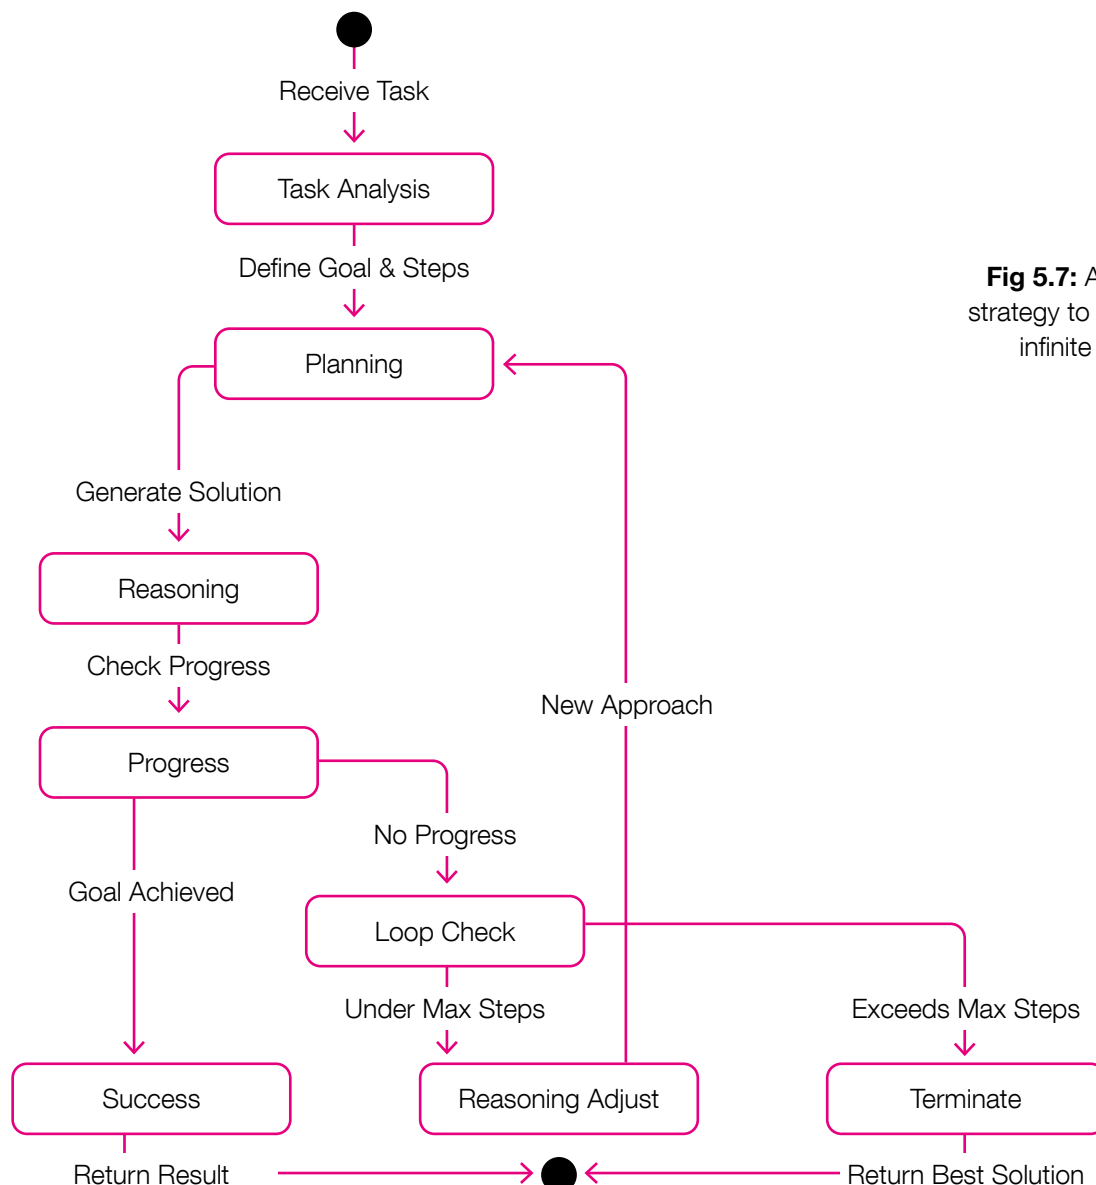 Receive Task
Task Analysis
Define Goal & Steps
Fig 5.7:
strategy to
infinite
Planning
Generate Solution
Reasoning
Check Progress
New Approach
Progress
No Progress
Goal Achieved
Loop Check
Under Max Steps
Exceeds Max Steps
Success
Reasoning Adjust
Terminate
Return Result
Return Best Solution